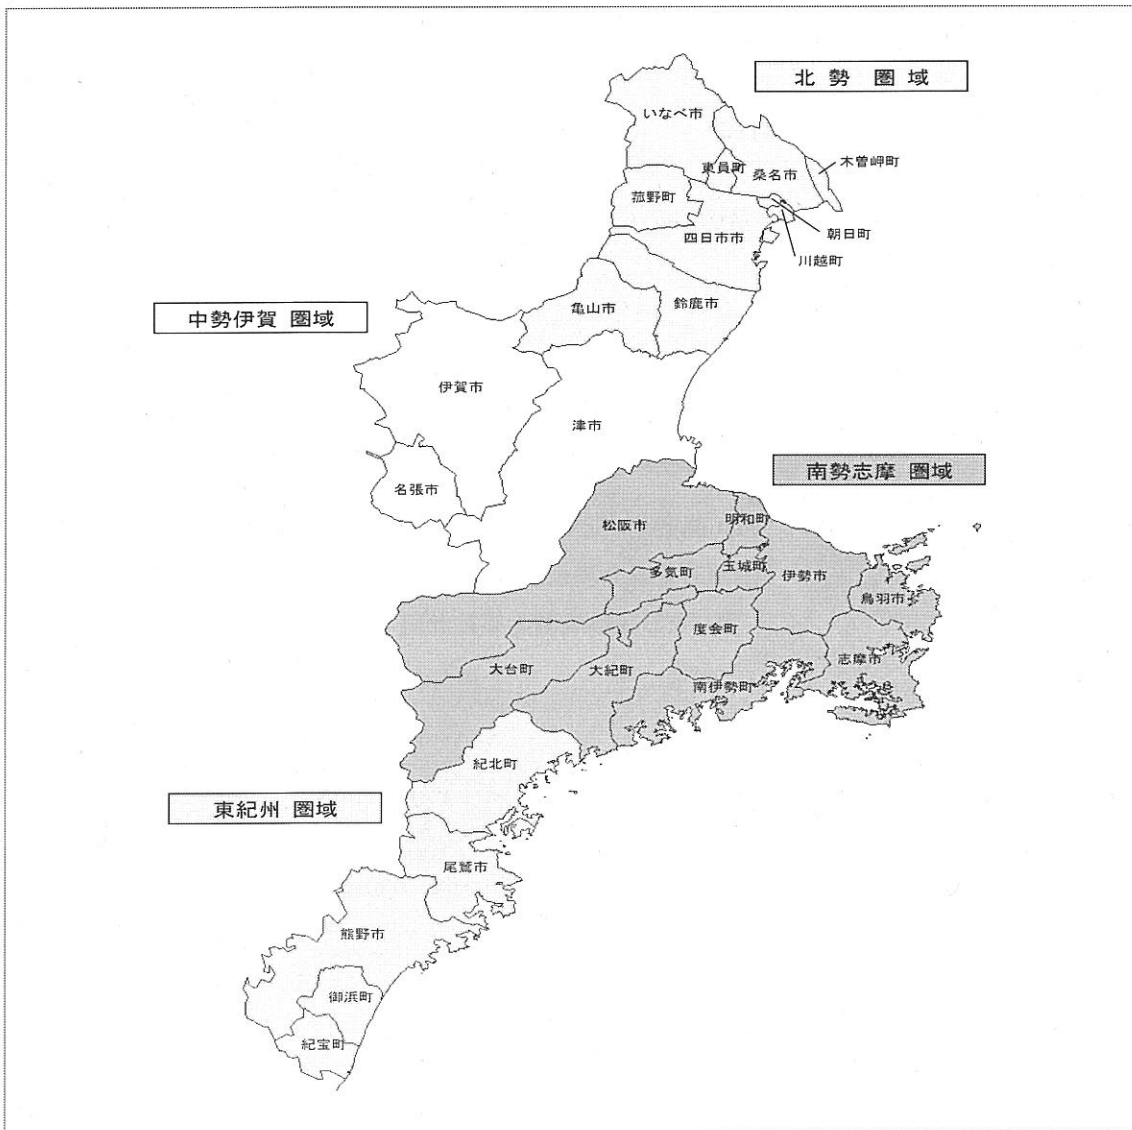 北勢 圏域
いなべ市
東員町
桑名市
木曽岬町
菰野町
四日市市
朝日町
川越町
中勢伊賀 圏域
亀山市
鈴鹿市
伊賀市
津市
名張市
南勢志摩 圏域
松阪市
明和町
多気町
玉城町
伊勢市
鳥羽市
度会町
志摩市
大台町
大紀町
南伊勢町
紀北町
東紀州 圏域
尾鷲市
熊野市
御浜町
紀宝町